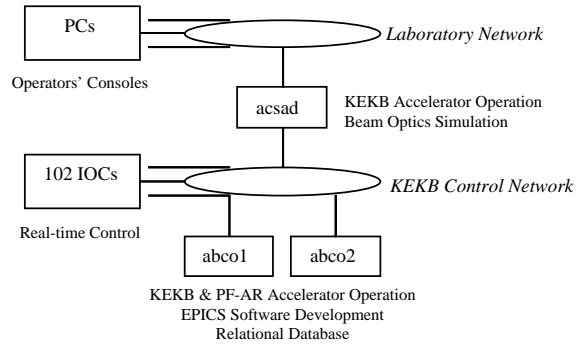 PCs
Laboratory Network
Operators' Consoles
acsad
KEKB Accelerator Operation
Beam Optics Simulation
102 IOCs
KEKB Control Network
Real-time Control
abco1
abco2
KEKB & PF-AR Accelerator Operation
EPICS Software Development
Relational Database